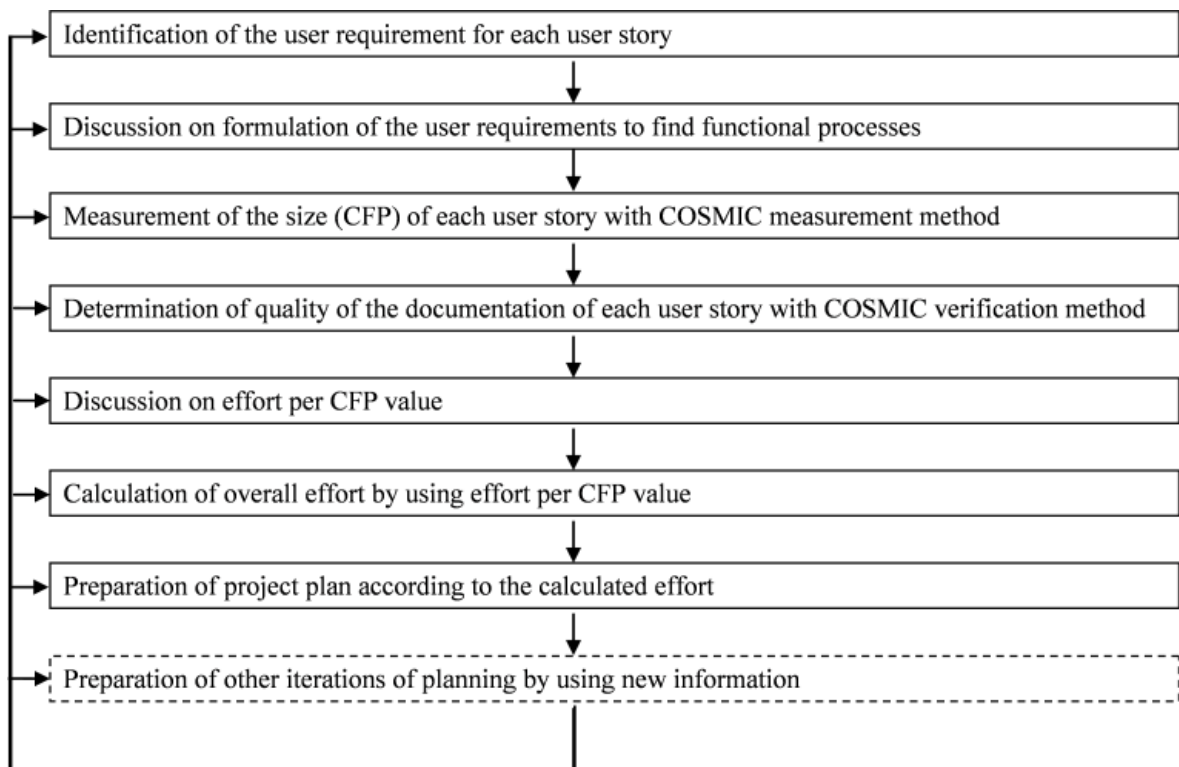 Identification of the user requirement for each user story
Discussion on formulation of the user requirements to find functional processes
Measurement of the size (CFP) of each user story with COSMIC measurement method
Determination of quality of the documentation of each user story with COSMIC verification method
Discussion on effort per CFP value
Calculation of overall effort by using effort per CFP value
Preparation of project plan according to the calculated effort
Preparation of other iterations of planning by using new information